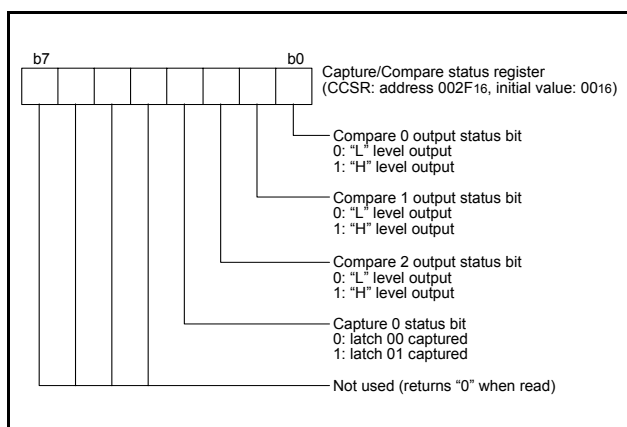 b7 b0
Capture/Compare status register
(CCSR: address 002F16, initial value: 0016)
Compare 0 output status bit
0: “L” level output
1: “H” level output
Compare 1 output status bit
0: “L” level output
1: “H” level output
Compare 2 output status bit
0: “L” level output
1: “H” level output
Capture 0 status bit
0: latch 00 captured
1: latch 01 captured
Not used (returns “0” when read)